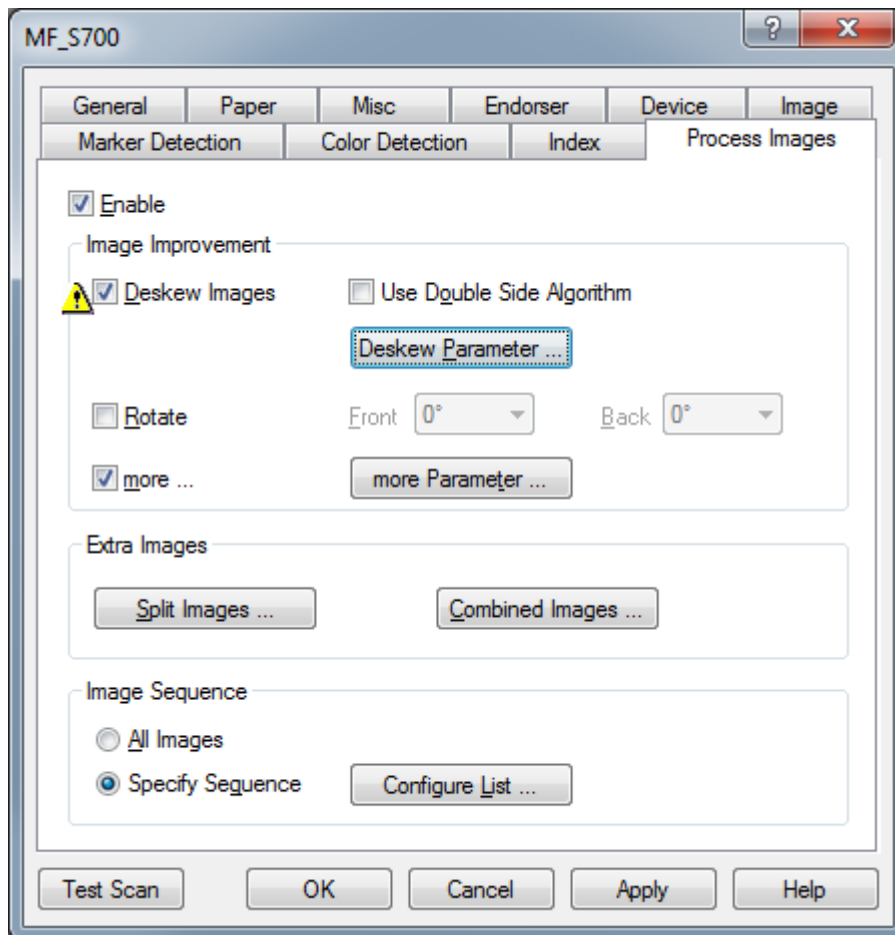 MF_S700
General Paper Misc Endorser Device Image
Marker Detection Color Detection Index Process Images
Enable
Image Improvement
Deskew Images Use Double Side Algorithm
Deskew Parameter ...
Rotate Front 0° Back 0°
more ... more Parameter ...
Extra Images
Split Images ... Combined Images ...
Image Sequence
All Images
Specify Sequence Configure List ...
Test Scan OK Cancel Apply Help